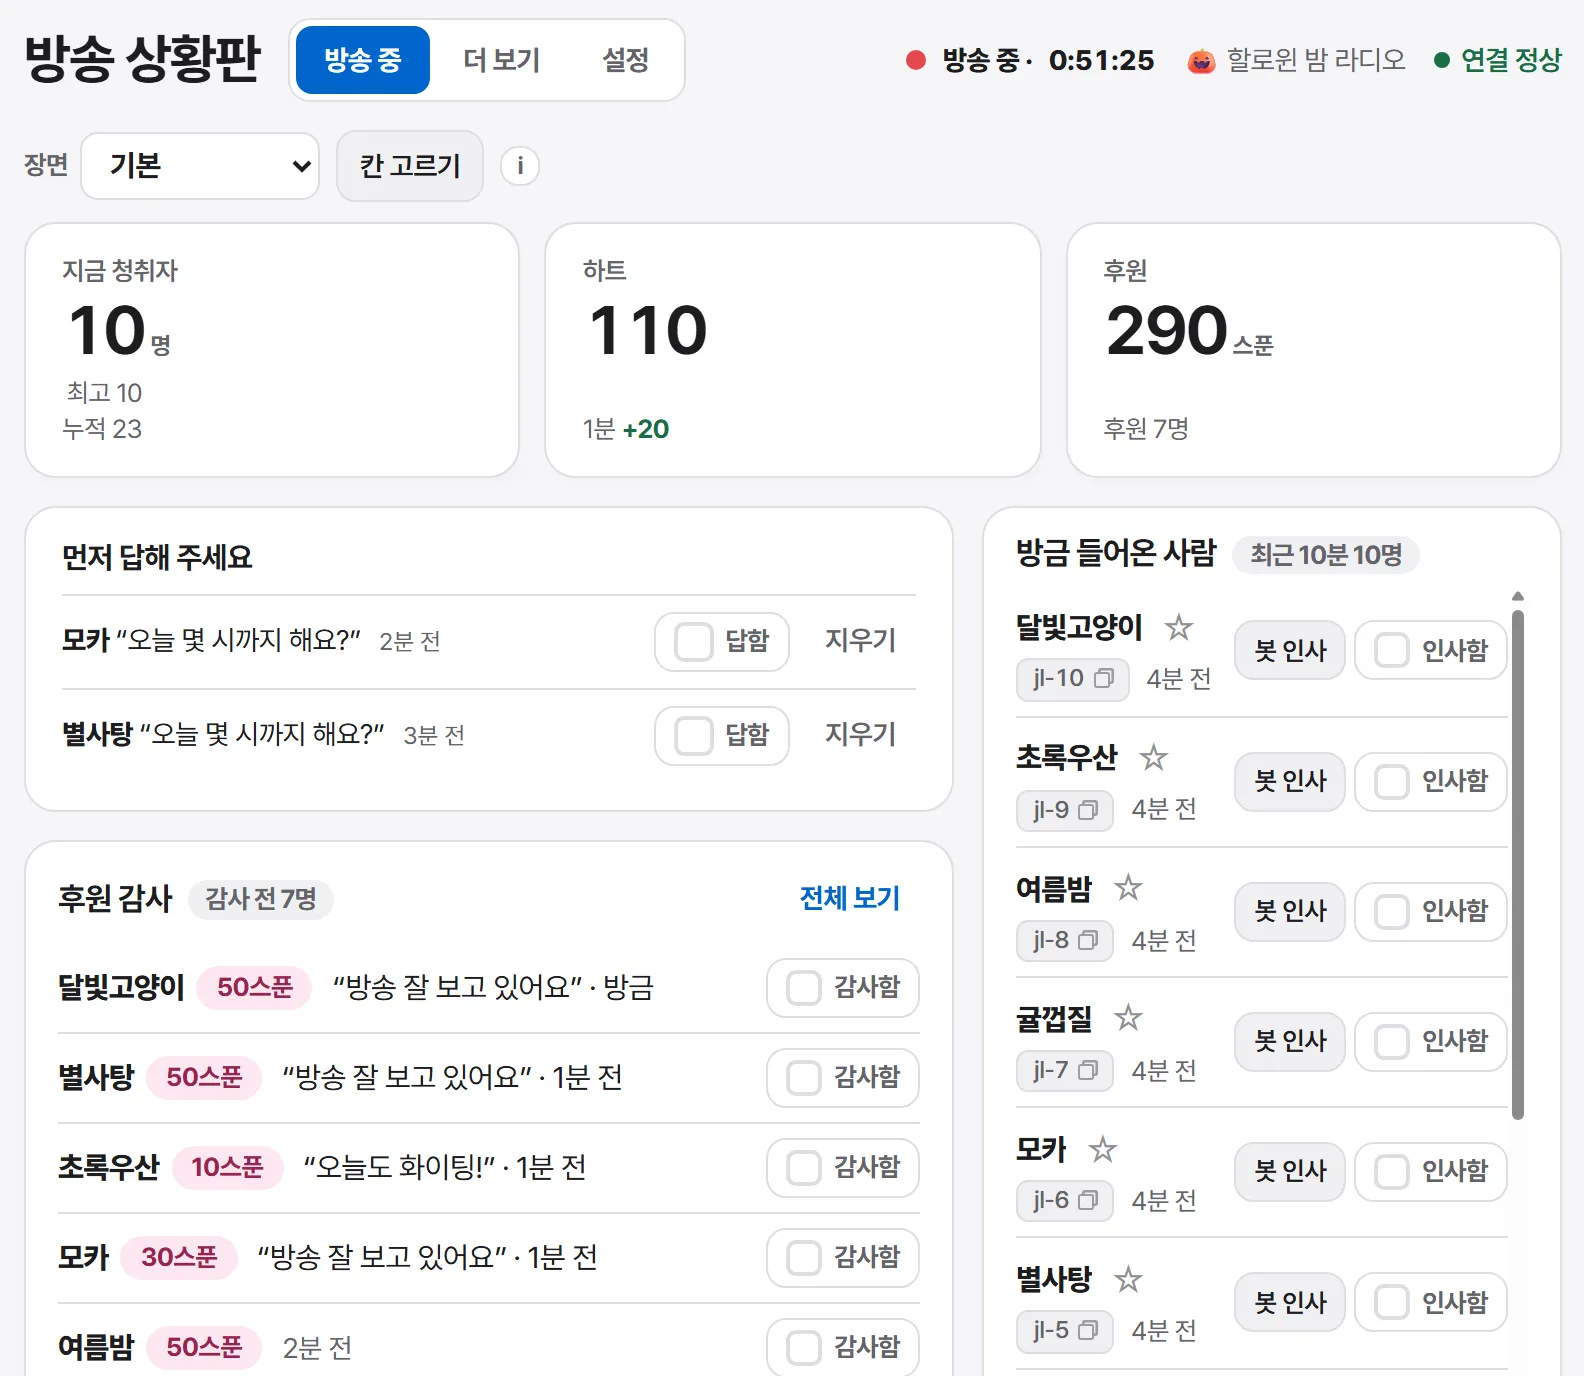 방송 상황판
방송 중 더 보기 설정
방송 중 · 0:51:25 🎃 할로윈 밤 라디오 연결 정상
장면 기본 칸 고르기 i
지금 청취자
10명
최고 10
누적 23
하트
110
1분 +20
후원
290스푼
후원 7명
먼저 답해 주세요
모카 “오늘 몇 시까지 해요?” 2분 전 답함 지우기
별사탕 “오늘 몇 시까지 해요?” 3분 전 답함 지우기
후원 감사 감사 전 7명 전체 보기
달빛고양이 50스푼 “방송 잘 보고 있어요” · 방금 감사함
별사탕 50스푼 “방송 잘 보고 있어요” · 1분 전 감사함
초록우산 10스푼 “오늘도 화이팅!” · 1분 전 감사함
모카 30스푼 “방송 잘 보고 있어요” · 1분 전 감사함
여름밤 50스푼 2분 전 감사함
방금 들어온 사람 최근 10분 10명
달빛고양이 ☆ 봇 인사 인사함
jl-10 4분 전
초록우산 ☆ 봇 인사 인사함
jl-9 4분 전
여름밤 ☆ 봇 인사 인사함
jl-8 4분 전
귤껍질 ☆ 봇 인사 인사함
jl-7 4분 전
모카 ☆ 봇 인사 인사함
jl-6 4분 전
별사탕 ☆ 봇 인사 인사함
jl-5 4분 전